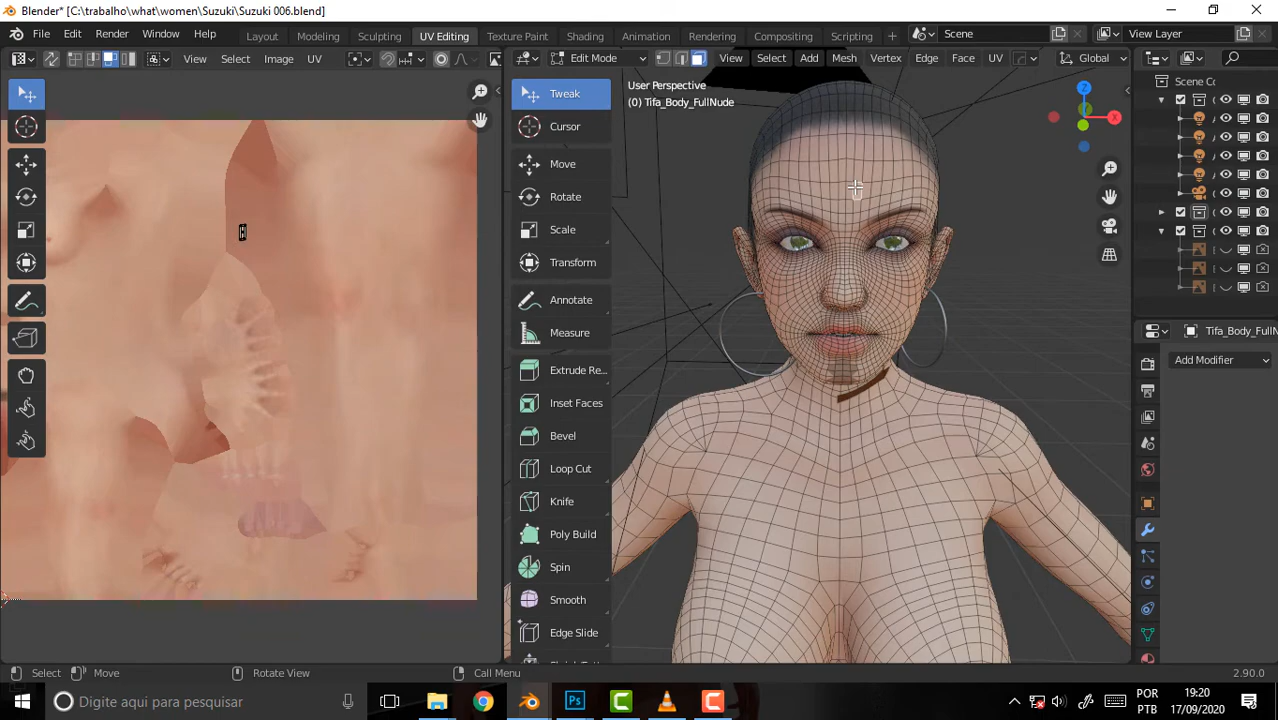 Blender* [C:\trabalho\what\women\Suzuki\Suzuki 006.blend]
File Edit Render Window Help Layout Modeling Sculpting UV Editing Texture Paint Shading Animation Rendering Compositing Scripting Scene View Layer
View Select Image UV Edit Mode View Select Add Mesh Vertex Edge Face UV Global
User Perspective
(0) Tifa_Body_FullNude
Tweak
Cursor
Move
Rotate
Scale
Transform
Annotate
Measure
Extrude Re...
Inset Faces
Bevel
Loop Cut
Knife
Poly Build
Spin
Smooth
Edge Slide
Z
X
Scene Cc
Tifa_Body_FullN
Add Modifier
Select Move Rotate View Call Menu 2.90.0
Digite aqui para pesquisar
Ps
POR
PTB
19:20
17/09/2020